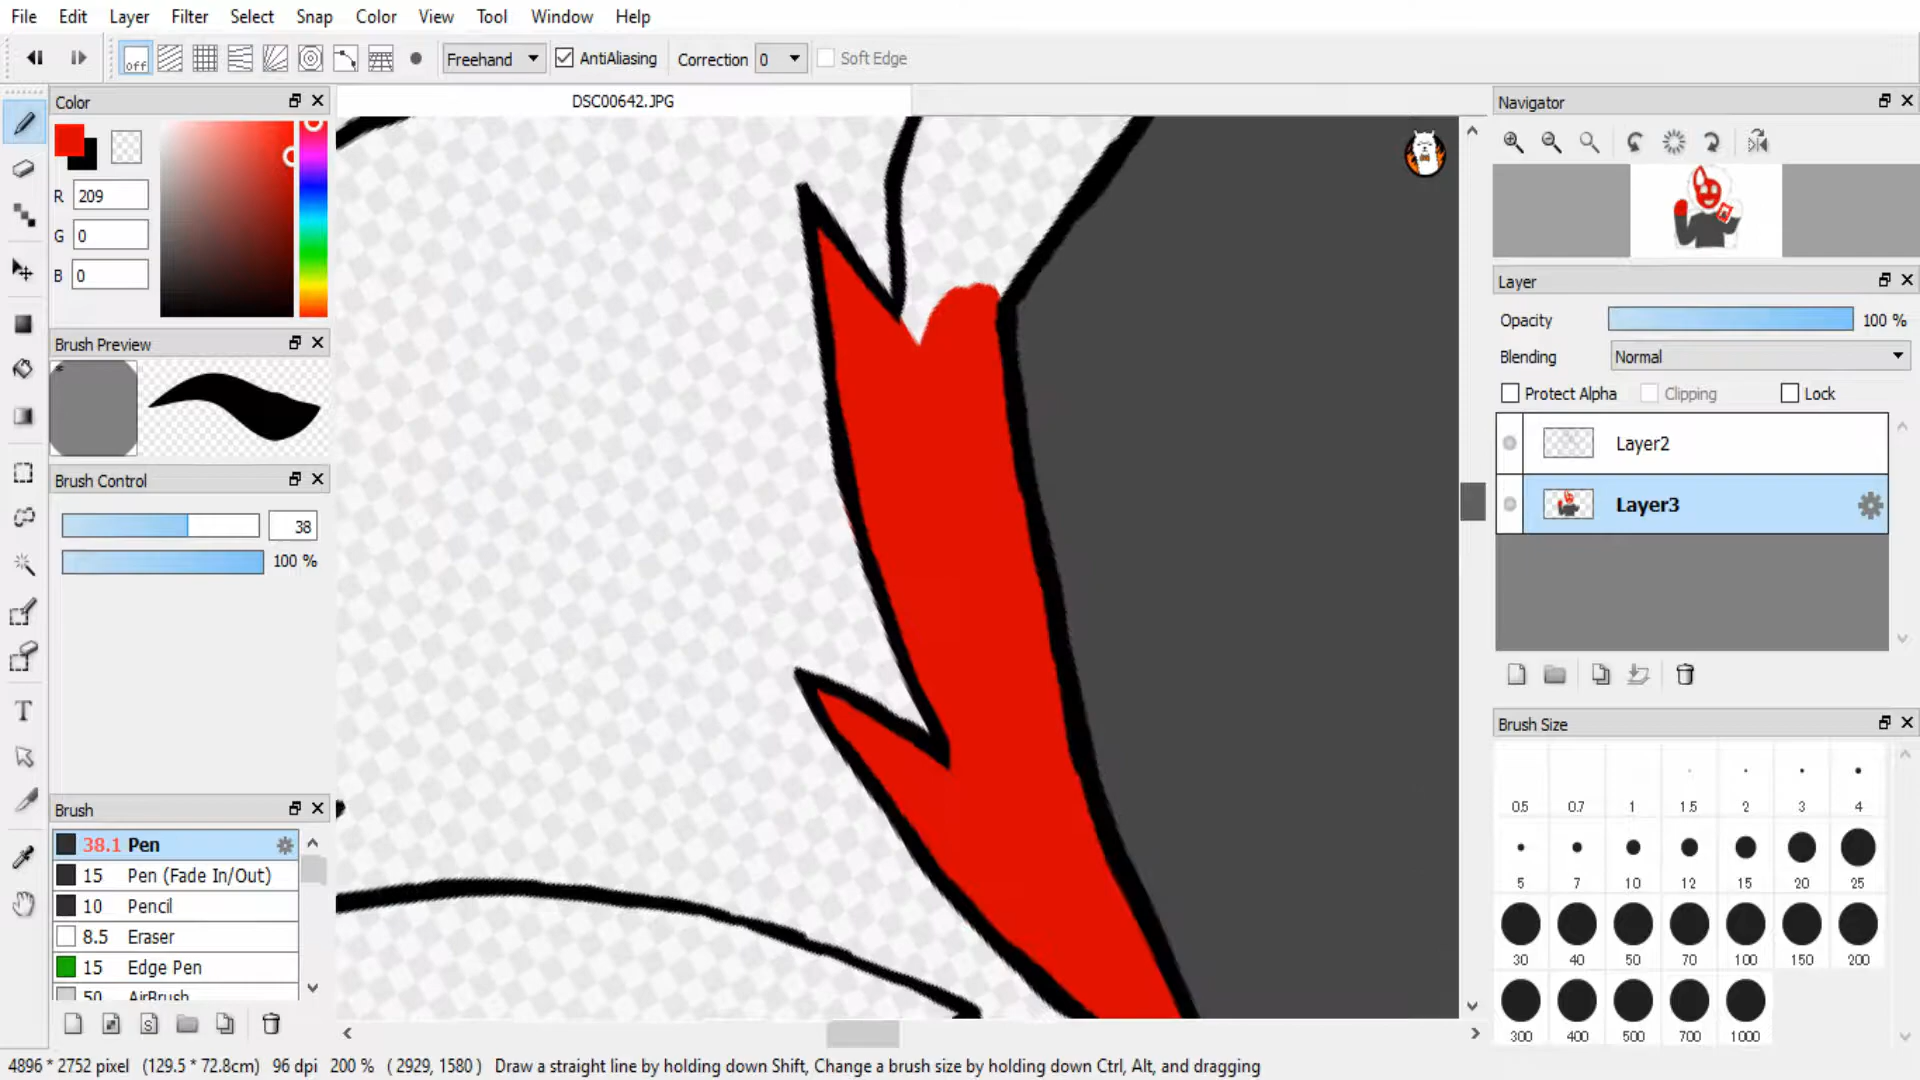 File Edit Layer Filter Select Snap Color View Tool Window Help
off Freehand AntiAliasing Correction 0 Soft Edge
Color
R 209
G 0
B 0
Brush Preview
Brush Control
38
100 %
Brush
38.1 Pen
15 Pen (Fade In/Out)
10 Pencil
8.5 Eraser
15 Edge Pen
50 AirBrush
DSC00642.JPG
Navigator
Layer
Opacity 100 %
Blending Normal
Protect Alpha Clipping Lock
Layer2
Layer3
Brush Size
0.5 0.7 1 1.5 2 3 4
5 7 10 12 15 20 25
30 40 50 70 100 150 200
300 400 500 700 1000
4896 * 2752 pixel (129.5 * 72.8cm) 96 dpi 200 % ( 2929, 1580 ) Draw a straight line by holding down Shift, Change a brush size by holding down Ctrl, Alt, and dragging